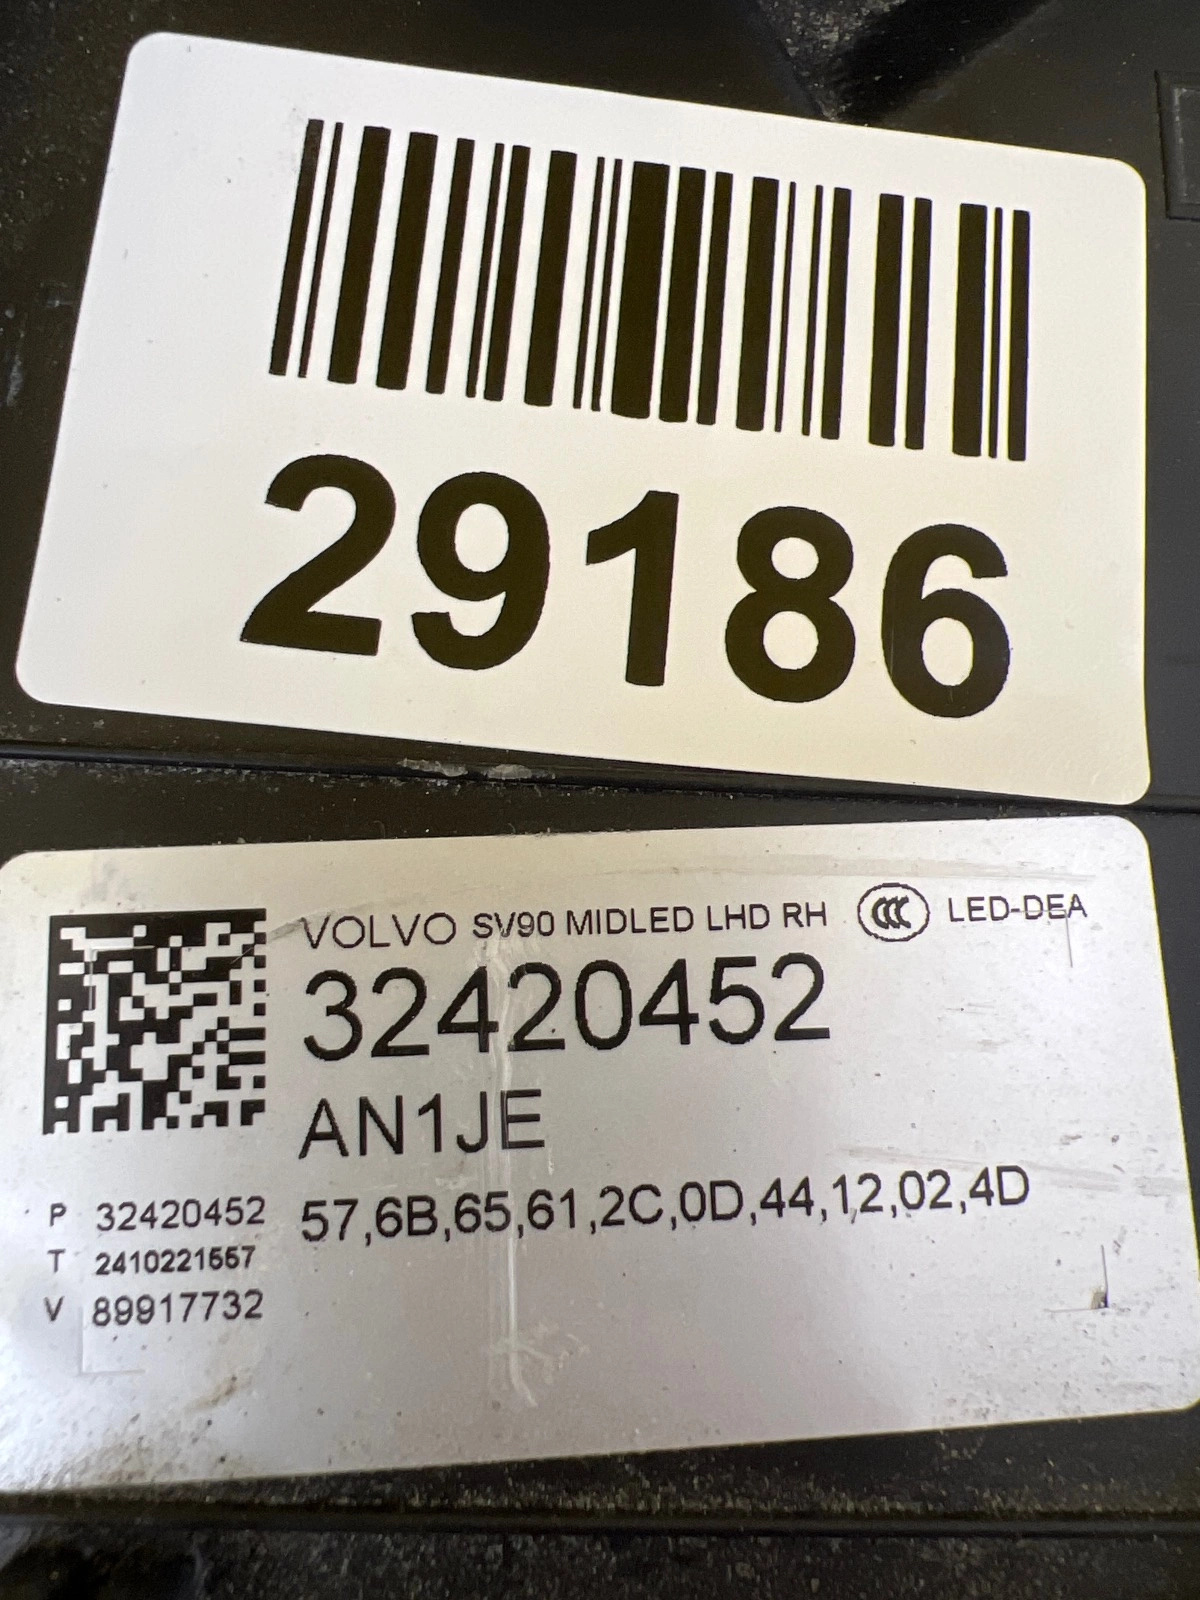 29186
VOLVO SV90 MIDLED LHD RH CCC LED-DEA
32420452
AN1JE
57,6B,65,61,2C,0D,44,12,02,4D
P 32420452
T 2410221557
V 89917732